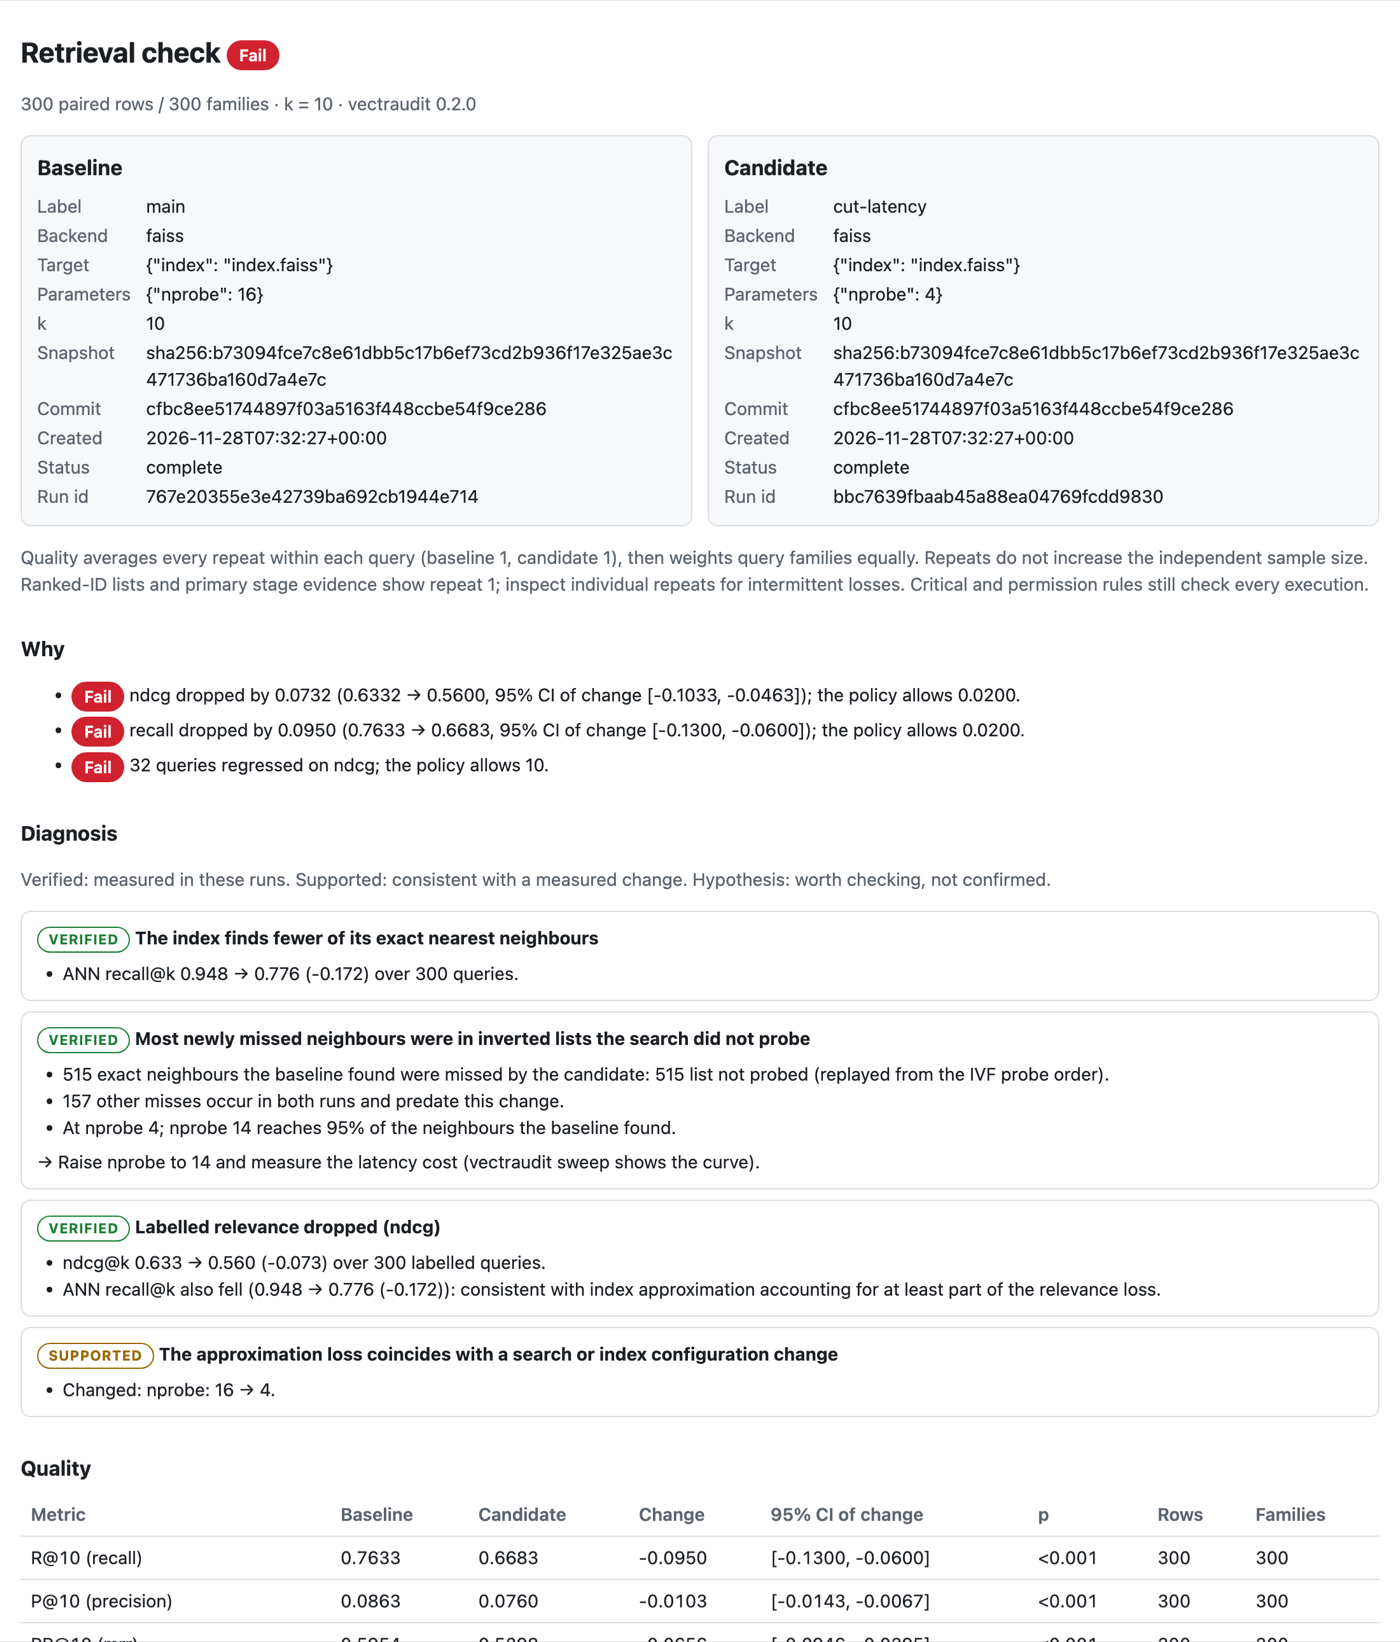 Retrieval check Fail
300 paired rows / 300 families · k = 10 · vectraudit 0.2.0
Baseline
Label main
Backend faiss
Target {"index": "index.faiss"}
Parameters {"nprobe": 16}
k 10
Snapshot sha256:b73094fce7c8e61dbb5c17b6ef73cd2b936f17e325ae3c
471736ba160d7a4e7c
Commit cfbc8ee51744897f03a5163f448ccbe54f9ce286
Created 2026-11-28T07:32:27+00:00
Status complete
Run id 767e20355e3e42739ba692cb1944e714
Candidate
Label cut-latency
Backend faiss
Target {"index": "index.faiss"}
Parameters {"nprobe": 4}
k 10
Snapshot sha256:b73094fce7c8e61dbb5c17b6ef73cd2b936f17e325ae3c
471736ba160d7a4e7c
Commit cfbc8ee51744897f03a5163f448ccbe54f9ce286
Created 2026-11-28T07:32:27+00:00
Status complete
Run id bbc7639fbaab45a88ea04769fcdd9830
Quality averages every repeat within each query (baseline 1, candidate 1), then weights query families equally. Repeats do not increase the independent sample size.
Ranked-ID lists and primary stage evidence show repeat 1; inspect individual repeats for intermittent losses. Critical and permission rules still check every execution.
Why
• Fail ndcg dropped by 0.0732 (0.6332 → 0.5600, 95% CI of change [-0.1033, -0.0463]); the policy allows 0.0200.
• Fail recall dropped by 0.0950 (0.7633 → 0.6683, 95% CI of change [-0.1300, -0.0600]); the policy allows 0.0200.
• Fail 32 queries regressed on ndcg; the policy allows 10.
Diagnosis
Verified: measured in these runs. Supported: consistent with a measured change. Hypothesis: worth checking, not confirmed.
VERIFIED The index finds fewer of its exact nearest neighbours
• ANN recall@k 0.948 → 0.776 (-0.172) over 300 queries.
VERIFIED Most newly missed neighbours were in inverted lists the search did not probe
• 515 exact neighbours the baseline found were missed by the candidate: 515 list not probed (replayed from the IVF probe order).
• 157 other misses occur in both runs and predate this change.
• At nprobe 4; nprobe 14 reaches 95% of the neighbours the baseline found.
→ Raise nprobe to 14 and measure the latency cost (vectraudit sweep shows the curve).
VERIFIED Labelled relevance dropped (ndcg)
• ndcg@k 0.633 → 0.560 (-0.073) over 300 labelled queries.
• ANN recall@k also fell (0.948 → 0.776 (-0.172)): consistent with index approximation accounting for at least part of the relevance loss.
SUPPORTED The approximation loss coincides with a search or index configuration change
• Changed: nprobe: 16 → 4.
Quality
Metric Baseline Candidate Change 95% CI of change p Rows Families
R@10 (recall) 0.7633 0.6683 -0.0950 [-0.1300, -0.0600] <0.001 300 300
P@10 (precision) 0.0863 0.0760 -0.0103 [-0.0143, -0.0067] <0.001 300 300